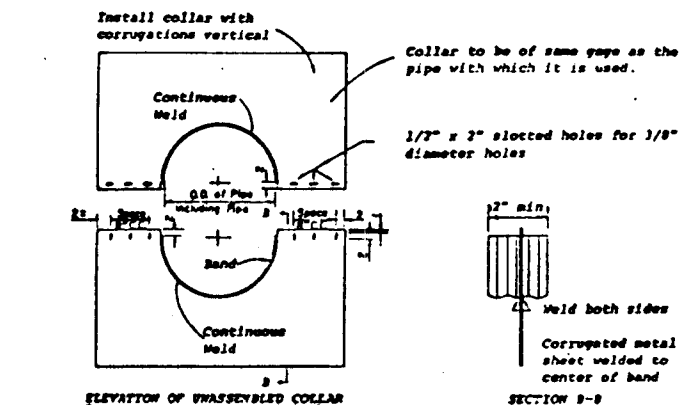 Install collar with
corrugations vertical
Collar to be of same gage as the
pipe with which it is used.
Continuous
Weld
1/2" x 2" slotted holes for 3/8"
diameter holes
O.D. of Pipe
including Pipe
B
Space
Space
2" min.
Band
Continuous
Weld
Weld both sides
Corrugated metal
sheet welded to
center of band
B
ELEVATION OF UNASSEMBLED COLLAR
SECTION B-B